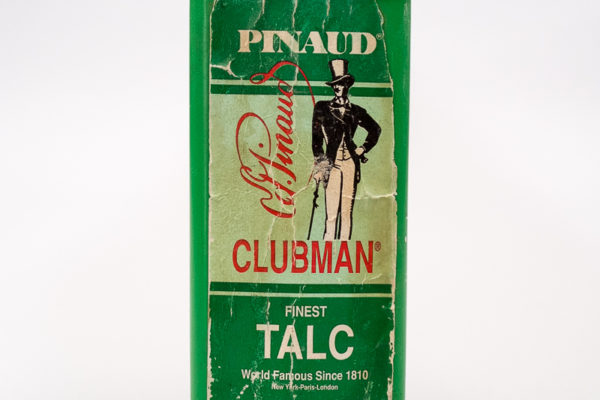 PINAUD®
Ed. Pinaud
CLUBMAN®
FINEST
TALC
World Famous Since 1810
New York-Paris-London